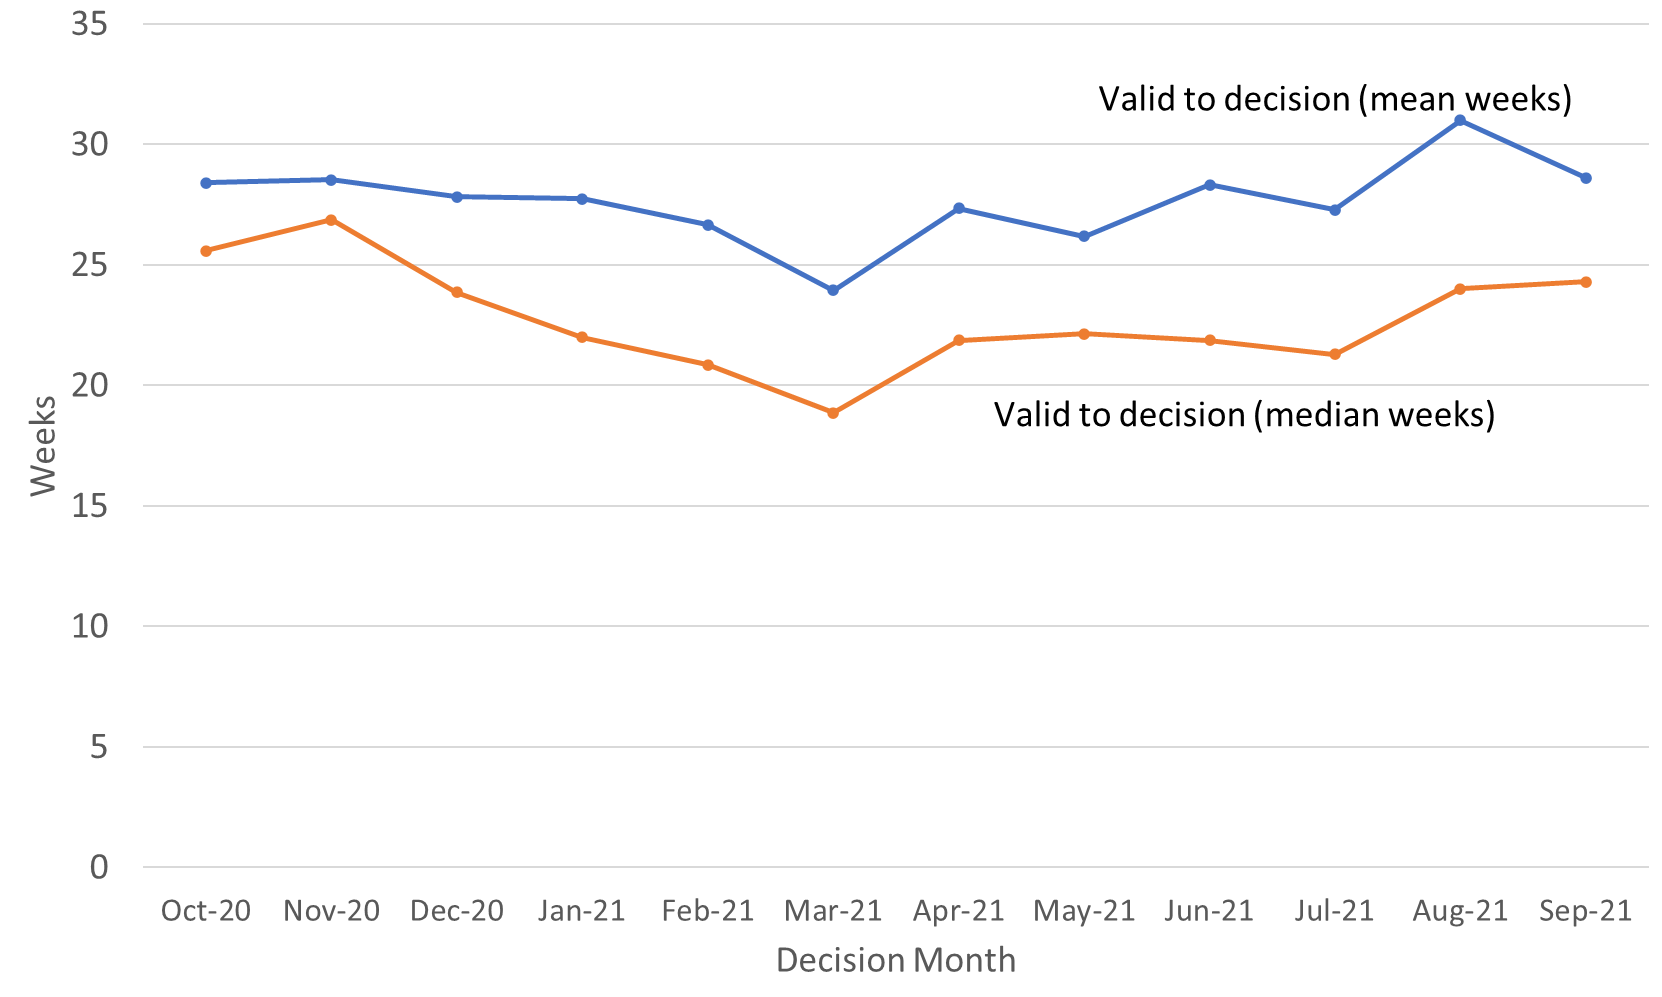 35
Valid to decision (mean weeks)
30
25
20
Valid to decision (median weeks)
Weeks
15
10
5
0
Oct-20 Nov-20 Dec-20 Jan-21 Feb-21 Mar-21 Apr-21 May-21 Jun-21 Jul-21 Aug-21 Sep-21
Decision Month